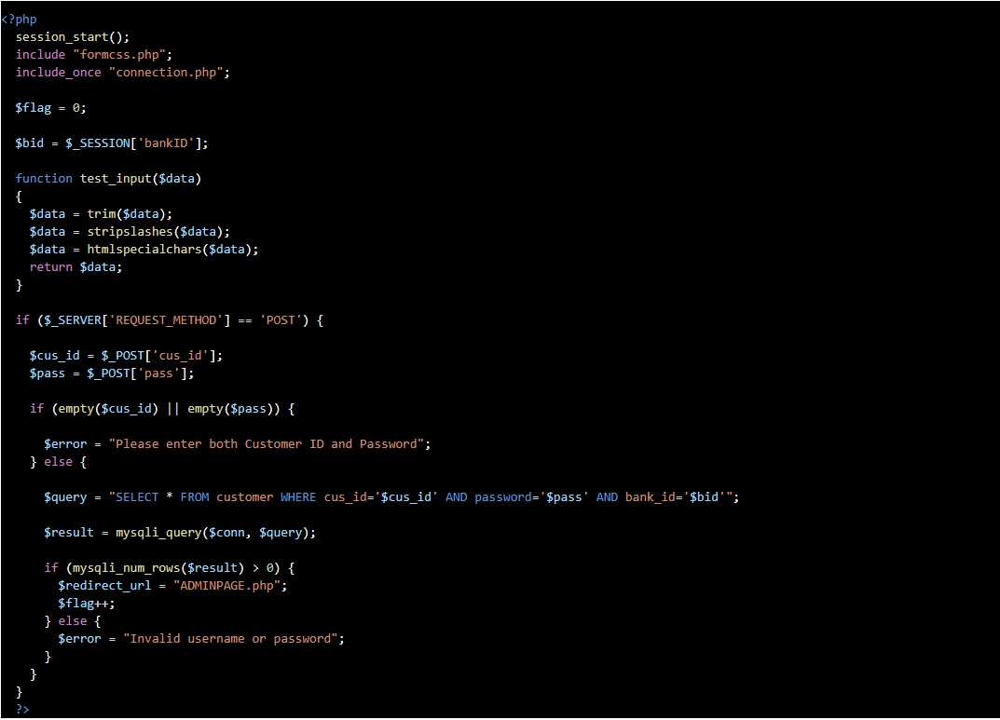 <?php
session_start();
include "formcss.php";
include_once "connection.php";
$flag = 0;
$bid = $_SESSION['bankID'];
function test_input($data)
{
$data = trim($data);
$data = stripslashes($data);
$data = htmlspecialchars($data);
return $data;
}
if ($_SERVER['REQUEST_METHOD'] == 'POST') {
$cus_id = $_POST['cus_id'];
$pass = $_POST['pass'];
if (empty($cus_id) || empty($pass)) {
$error = "Please enter both Customer ID and Password";
} else {
$query = "SELECT * FROM customer WHERE cus_id='$cus_id' AND password='$pass' AND bank_id='$bid'";
$result = mysqli_query($conn, $query);
if (mysqli_num_rows($result) > 0) {
$redirect_url = "ADMINPAGE.php";
$flag++;
} else {
$error = "Invalid username or password";
}
}
}
?>